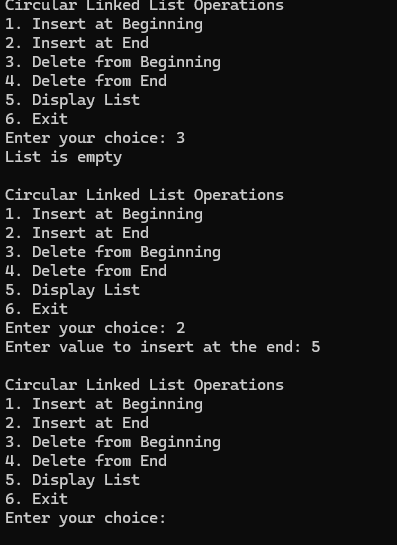 Circular Linked List Operations
1. Insert at Beginning
2. Insert at End
3. Delete from Beginning
4. Delete from End
5. Display List
6. Exit
Enter your choice: 3
List is empty
Circular Linked List Operations
1. Insert at Beginning
2. Insert at End
3. Delete from Beginning
4. Delete from End
5. Display List
6. Exit
Enter your choice: 2
Enter value to insert at the end: 5
Circular Linked List Operations
1. Insert at Beginning
2. Insert at End
3. Delete from Beginning
4. Delete from End
5. Display List
6. Exit
Enter your choice: